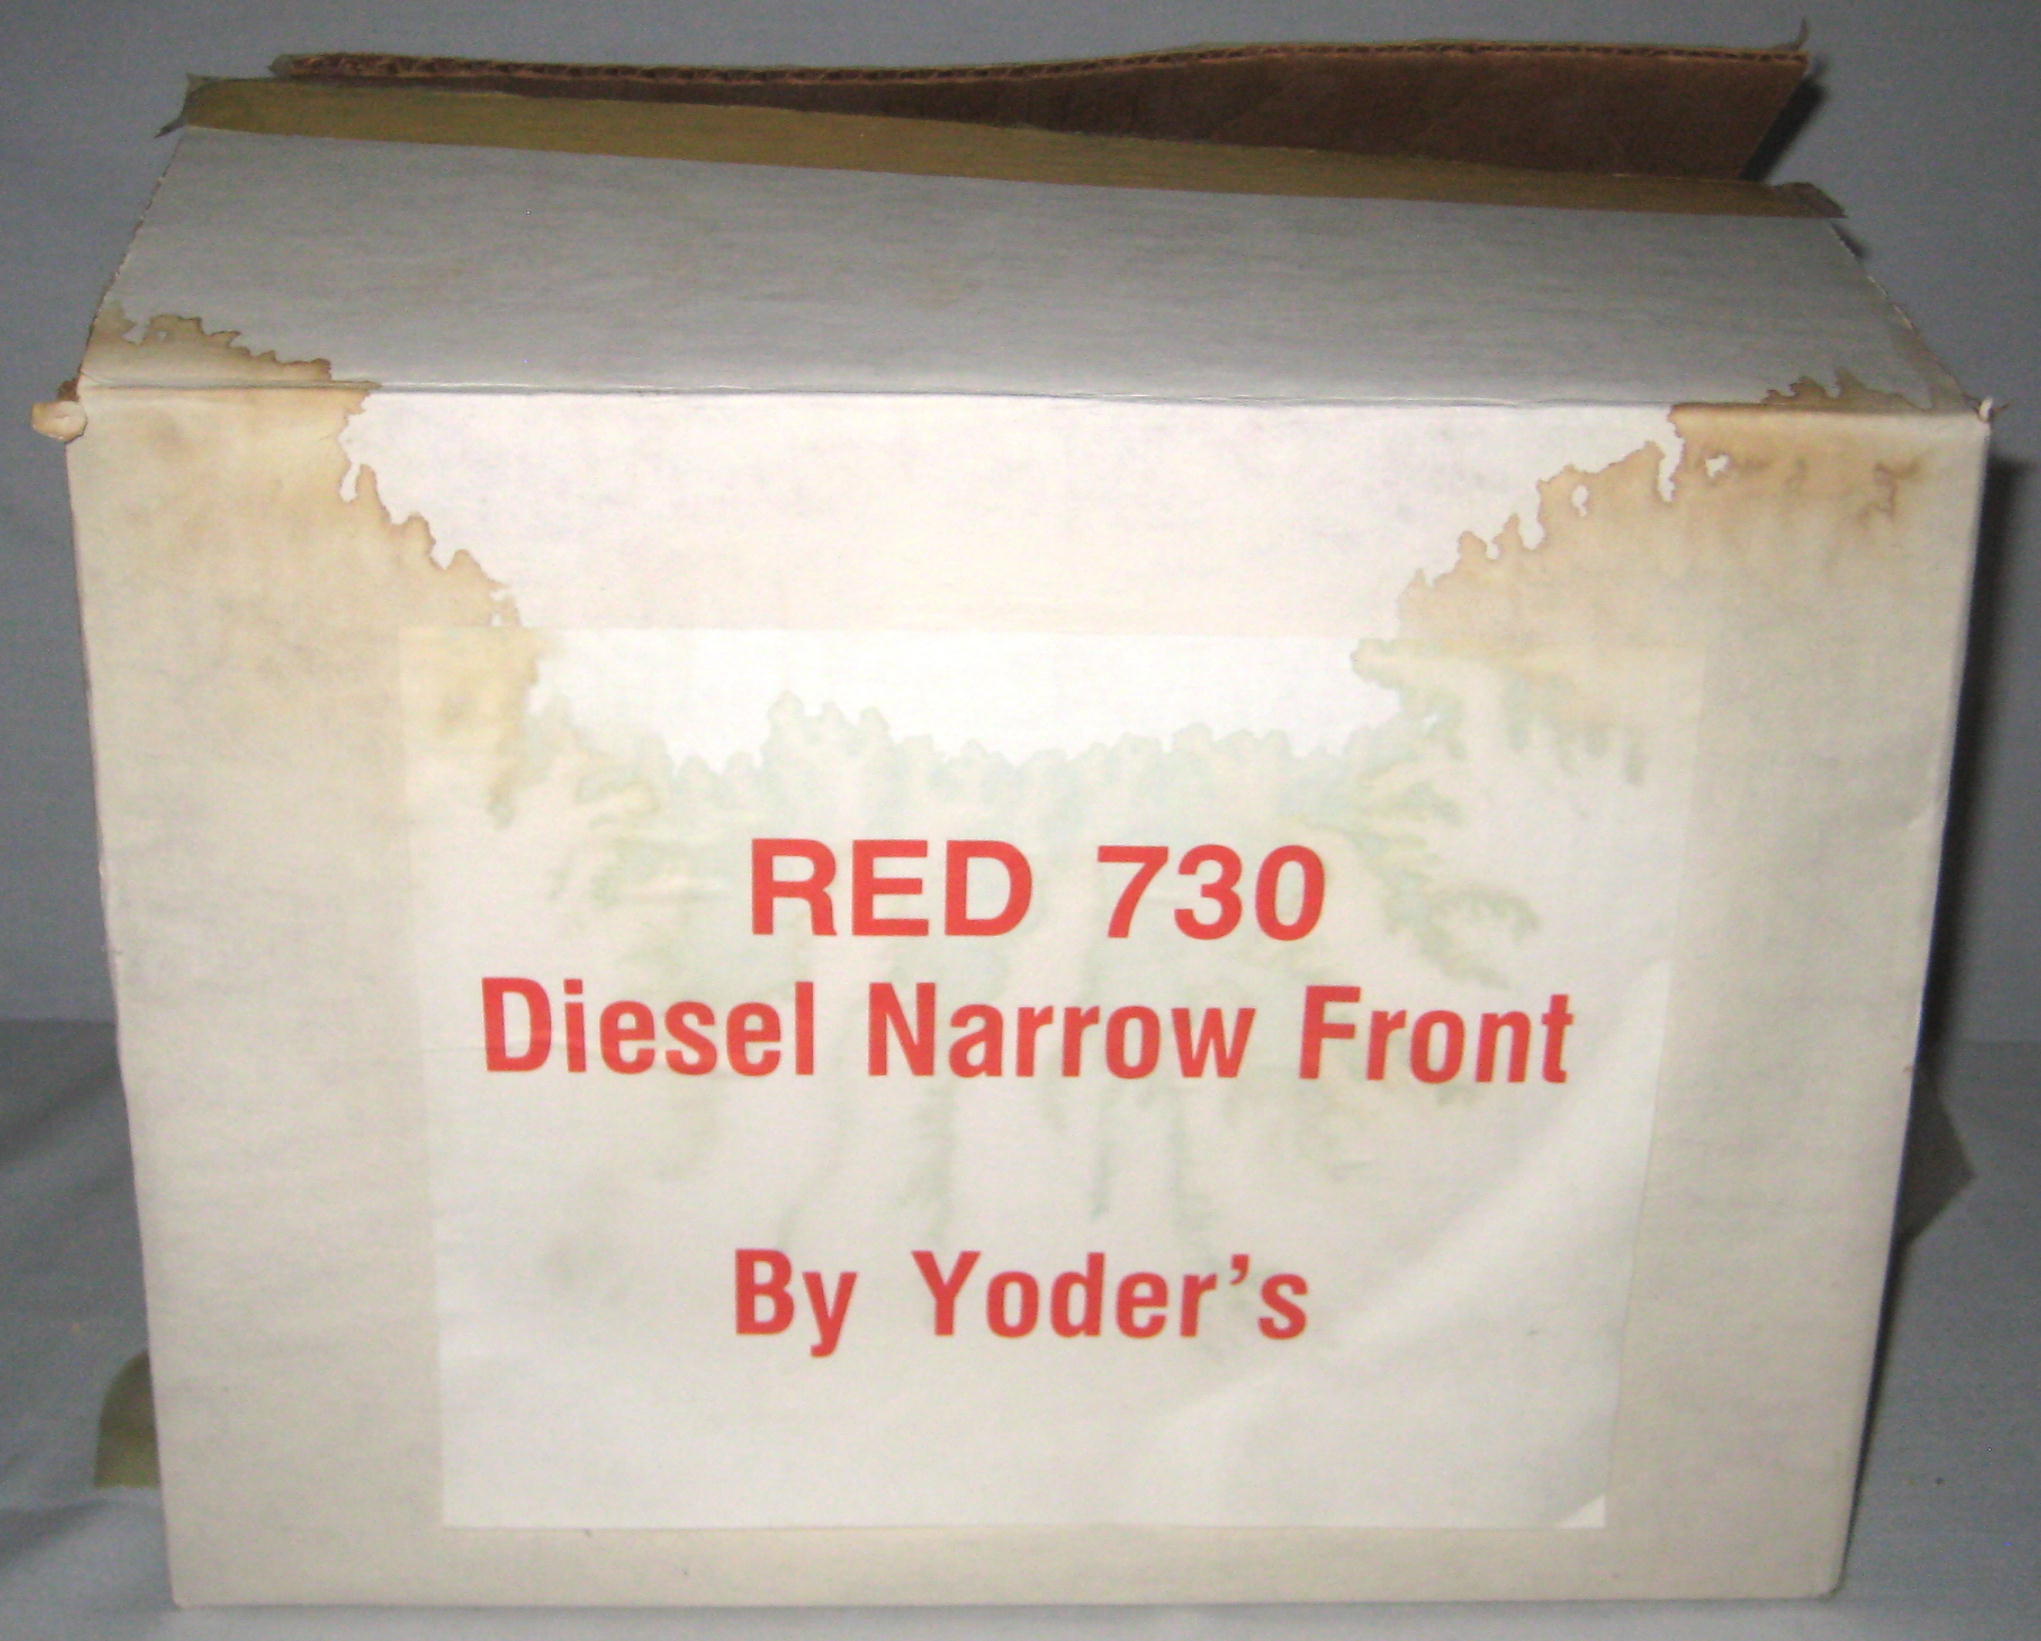 RED 730
Diesel Narrow Front
By Yoder's